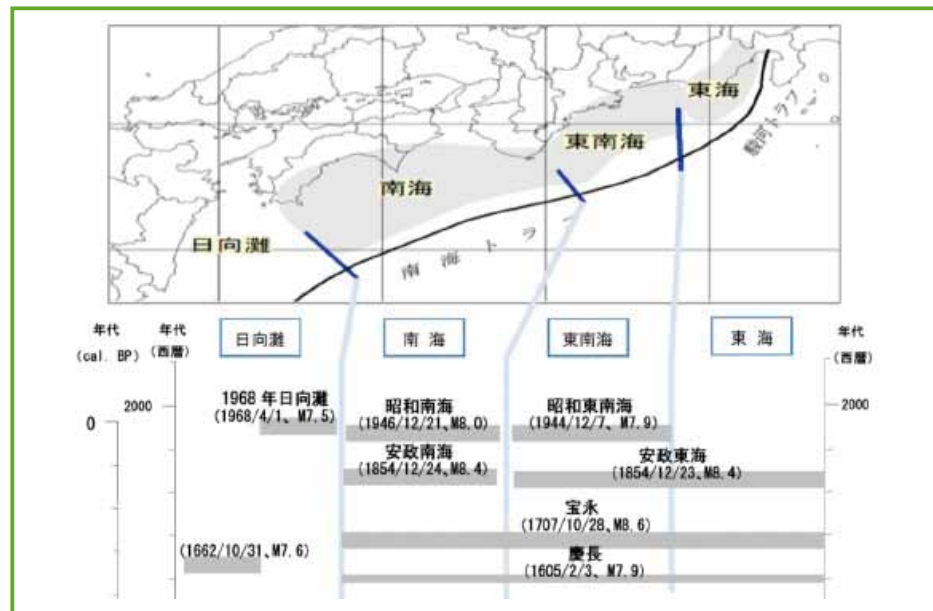 東海
東南海
南海
日向灘
駿河トラフ
南海トラフ
年代
(cal. BP)
年代
(西暦)
日向灘
南 海
東南海
東 海
年代
(西暦)
0
2000
2000
1968 年日向灘
(1968/4/1、M7.5)
昭和南海
(1946/12/21、M8.0)
昭和東南海
(1944/12/7、M7.9)
安政南海
(1854/12/24、M8.4)
安政東海
(1854/12/23、M8.4)
宝永
(1707/10/28、M8.6)
(1662/10/31、M7.6)
慶長
(1605/2/3、M7.9)